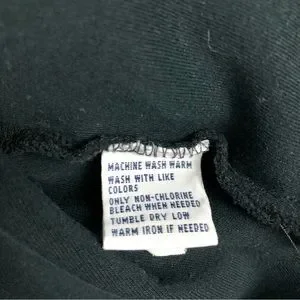 MACHINE WASH WARM
WASH WITH LIKE
COLORS
ONLY NON-CHLORINE
BLEACH WHEN NEEDED
TUMBLE DRY LOW
WARM IRON IF NEEDED